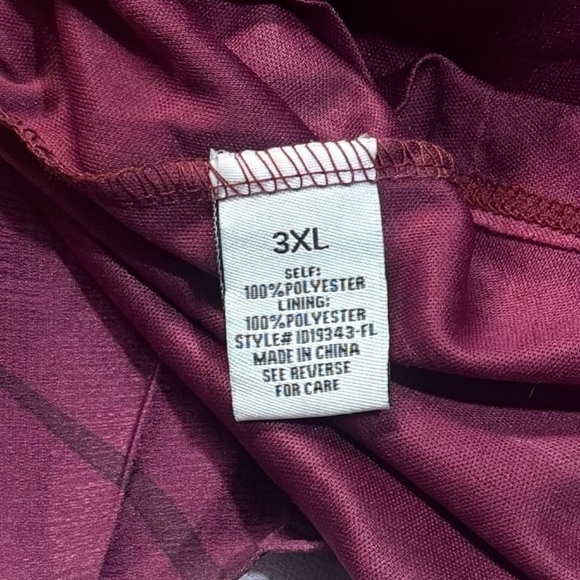 3XL
SELF:
100%POLYESTER
LINING:
100%POLYESTER
STYLE# ID19343-FL
MADE IN CHINA
SEE REVERSE
FOR CARE